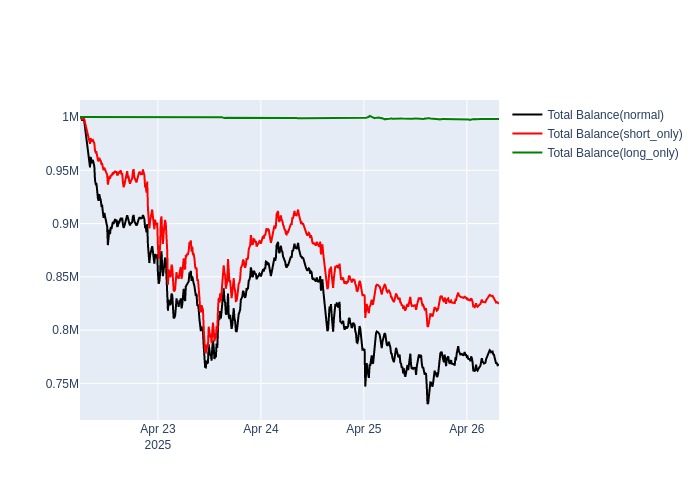 1M
0.95M
0.9M
0.85M
0.8M
0.75M
Apr 23
2025
Apr 24
Apr 25
Apr 26
Total Balance(normal)
Total Balance(short_only)
Total Balance(long_only)